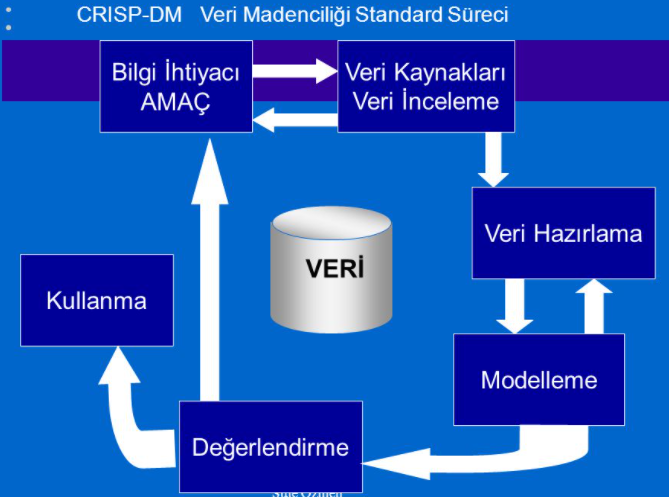 CRISP-DM Veri Madenciliği Standard Süreci
Bilgi İhtiyacı
AMAÇ
Veri Kaynakları
Veri İnceleme
Veri Hazırlama
VERİ
Kullanma
Modelleme
Değerlendirme